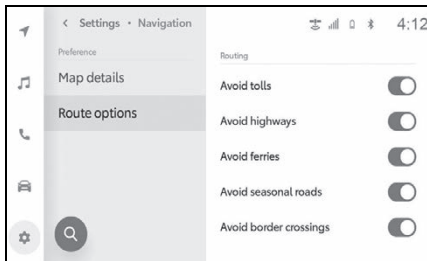 Settings • Navigation
4:12
Preference
Map details
Route options
Routing
Avoid tolls
Avoid highways
Avoid ferries
Avoid seasonal roads
Avoid border crossings